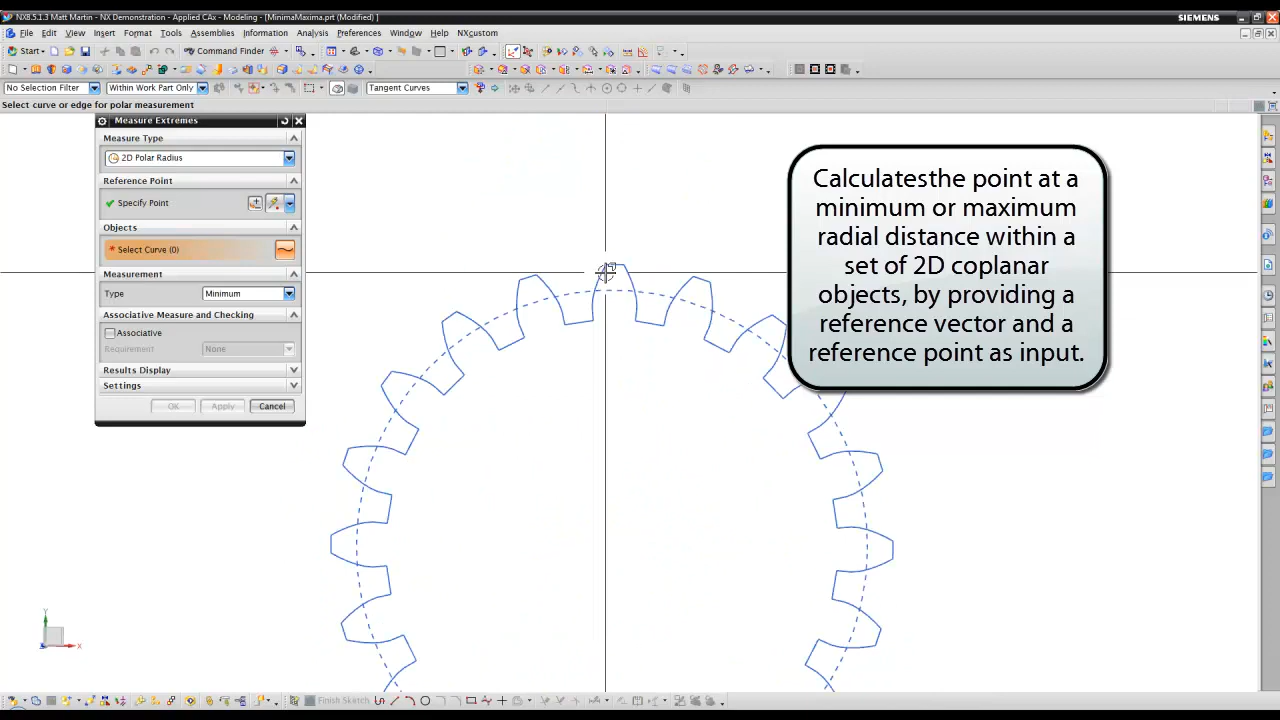 NX8.5.1.3 Matt Martin - NX Demonstration - Applied CAx - Modeling - [MinimaMaxima.prt (Modified) ]
SIEMENS
File Edit View Insert Format Tools Assemblies Information Analysis Preferences Window Help NXcustom
Start Command Finder
No Selection Filter Within Work Part Only Tangent Curves
Select curve or edge for polar measurement
Measure Extremes
Measure Type
2D Polar Radius
Reference Point
Specify Point
Objects
* Select Curve (0)
Measurement
Type Minimum
Associative Measure and Checking
Associative
Requirement None
Results Display
Settings
OK Apply Cancel
Calculatesthe point at a
minimum or maximum
radial distance within a
set of 2D coplanar
objects, by providing a
reference vector and a
reference point as input.
Y
X
Finish Sketch